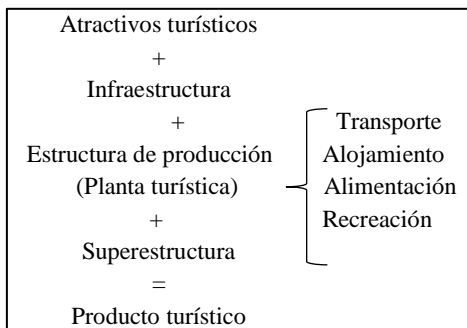 Atractivos turísticos
+
Infraestructura
+
Estructura de producción
(Planta turística)
+
Superestructura
=
Producto turístico
Transporte
Alojamiento
Alimentación
Recreación